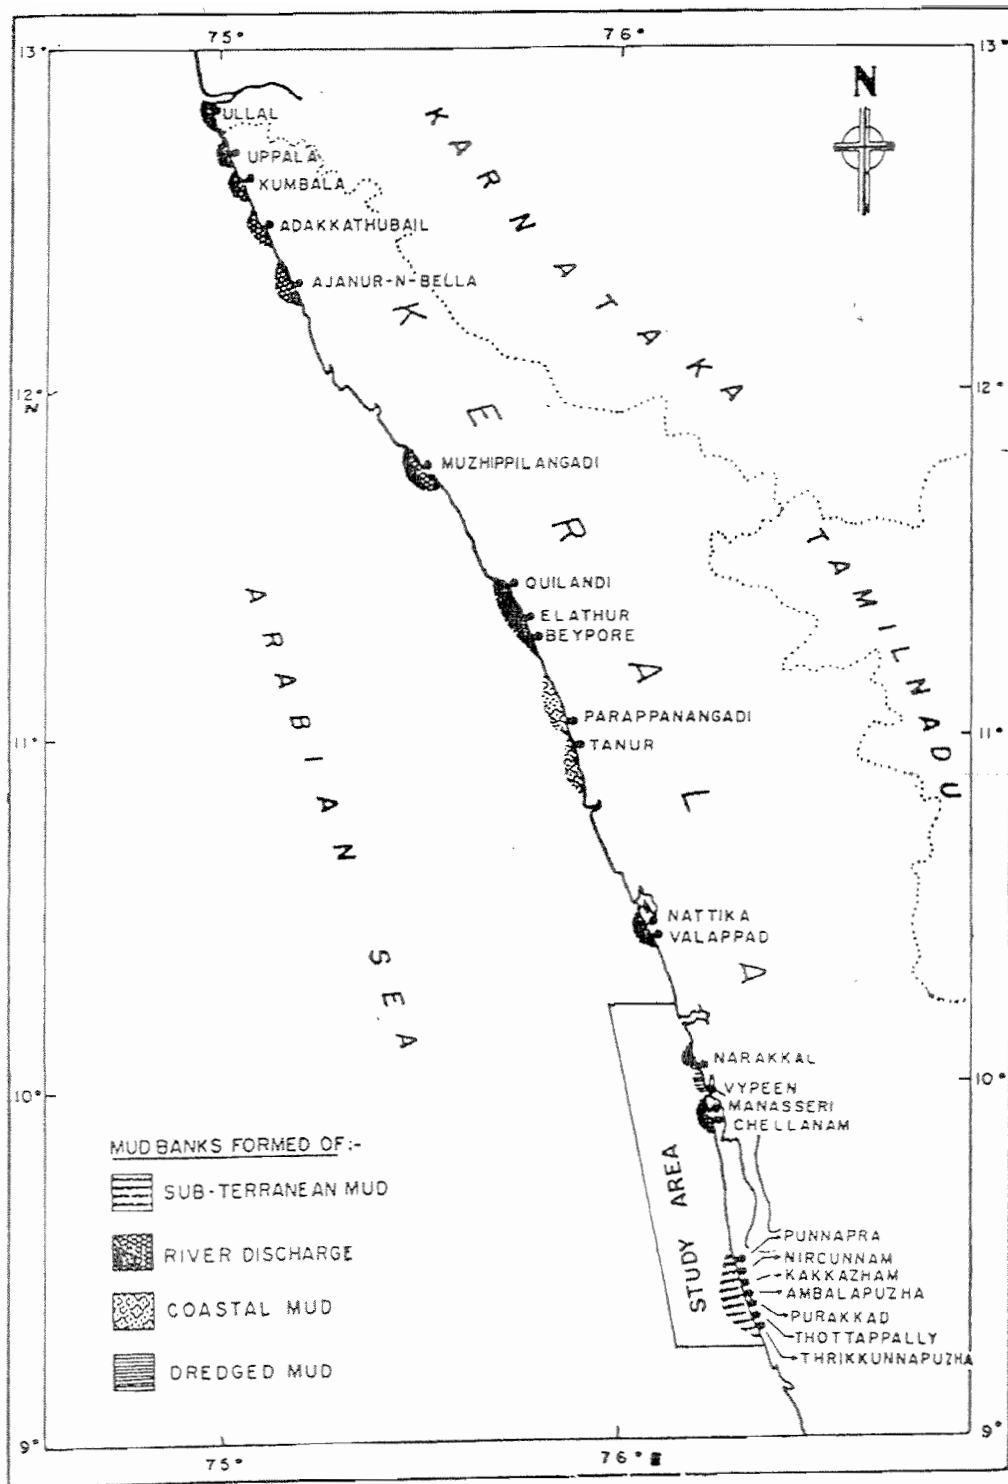 75°
76°
13°
13°
N
ULLAL
UPPALA
KUMBALA
ADAKKATHUBAIL
AJANUR-N-BELLA
KARNATAKA
KERALA
12°
N
12°
MUZHIPPILANGADI
TAMILNADU
QUILANDI
ELATHUR
BEYPORE
ARABIAN SEA
PARAPPANANGADI
TANUR
11°
11°
NATTIKA
VALAPPAD
NARAKKAL
VYPEEN
MANASSERI
CHELLANAM
10°
10°
STUDY AREA
PUNNAPRA
NIRCUNNAM
KAKKAZHAM
AMBALAPUZHA
PURAKKAD
THOTTAPPALLY
THRIKKUNNAPUZHA
MUDBANKS FORMED OF:-
SUB-TERRANEAN MUD
RIVER DISCHARGE
COASTAL MUD
DREDGED MUD
9°
9°
75°
76°